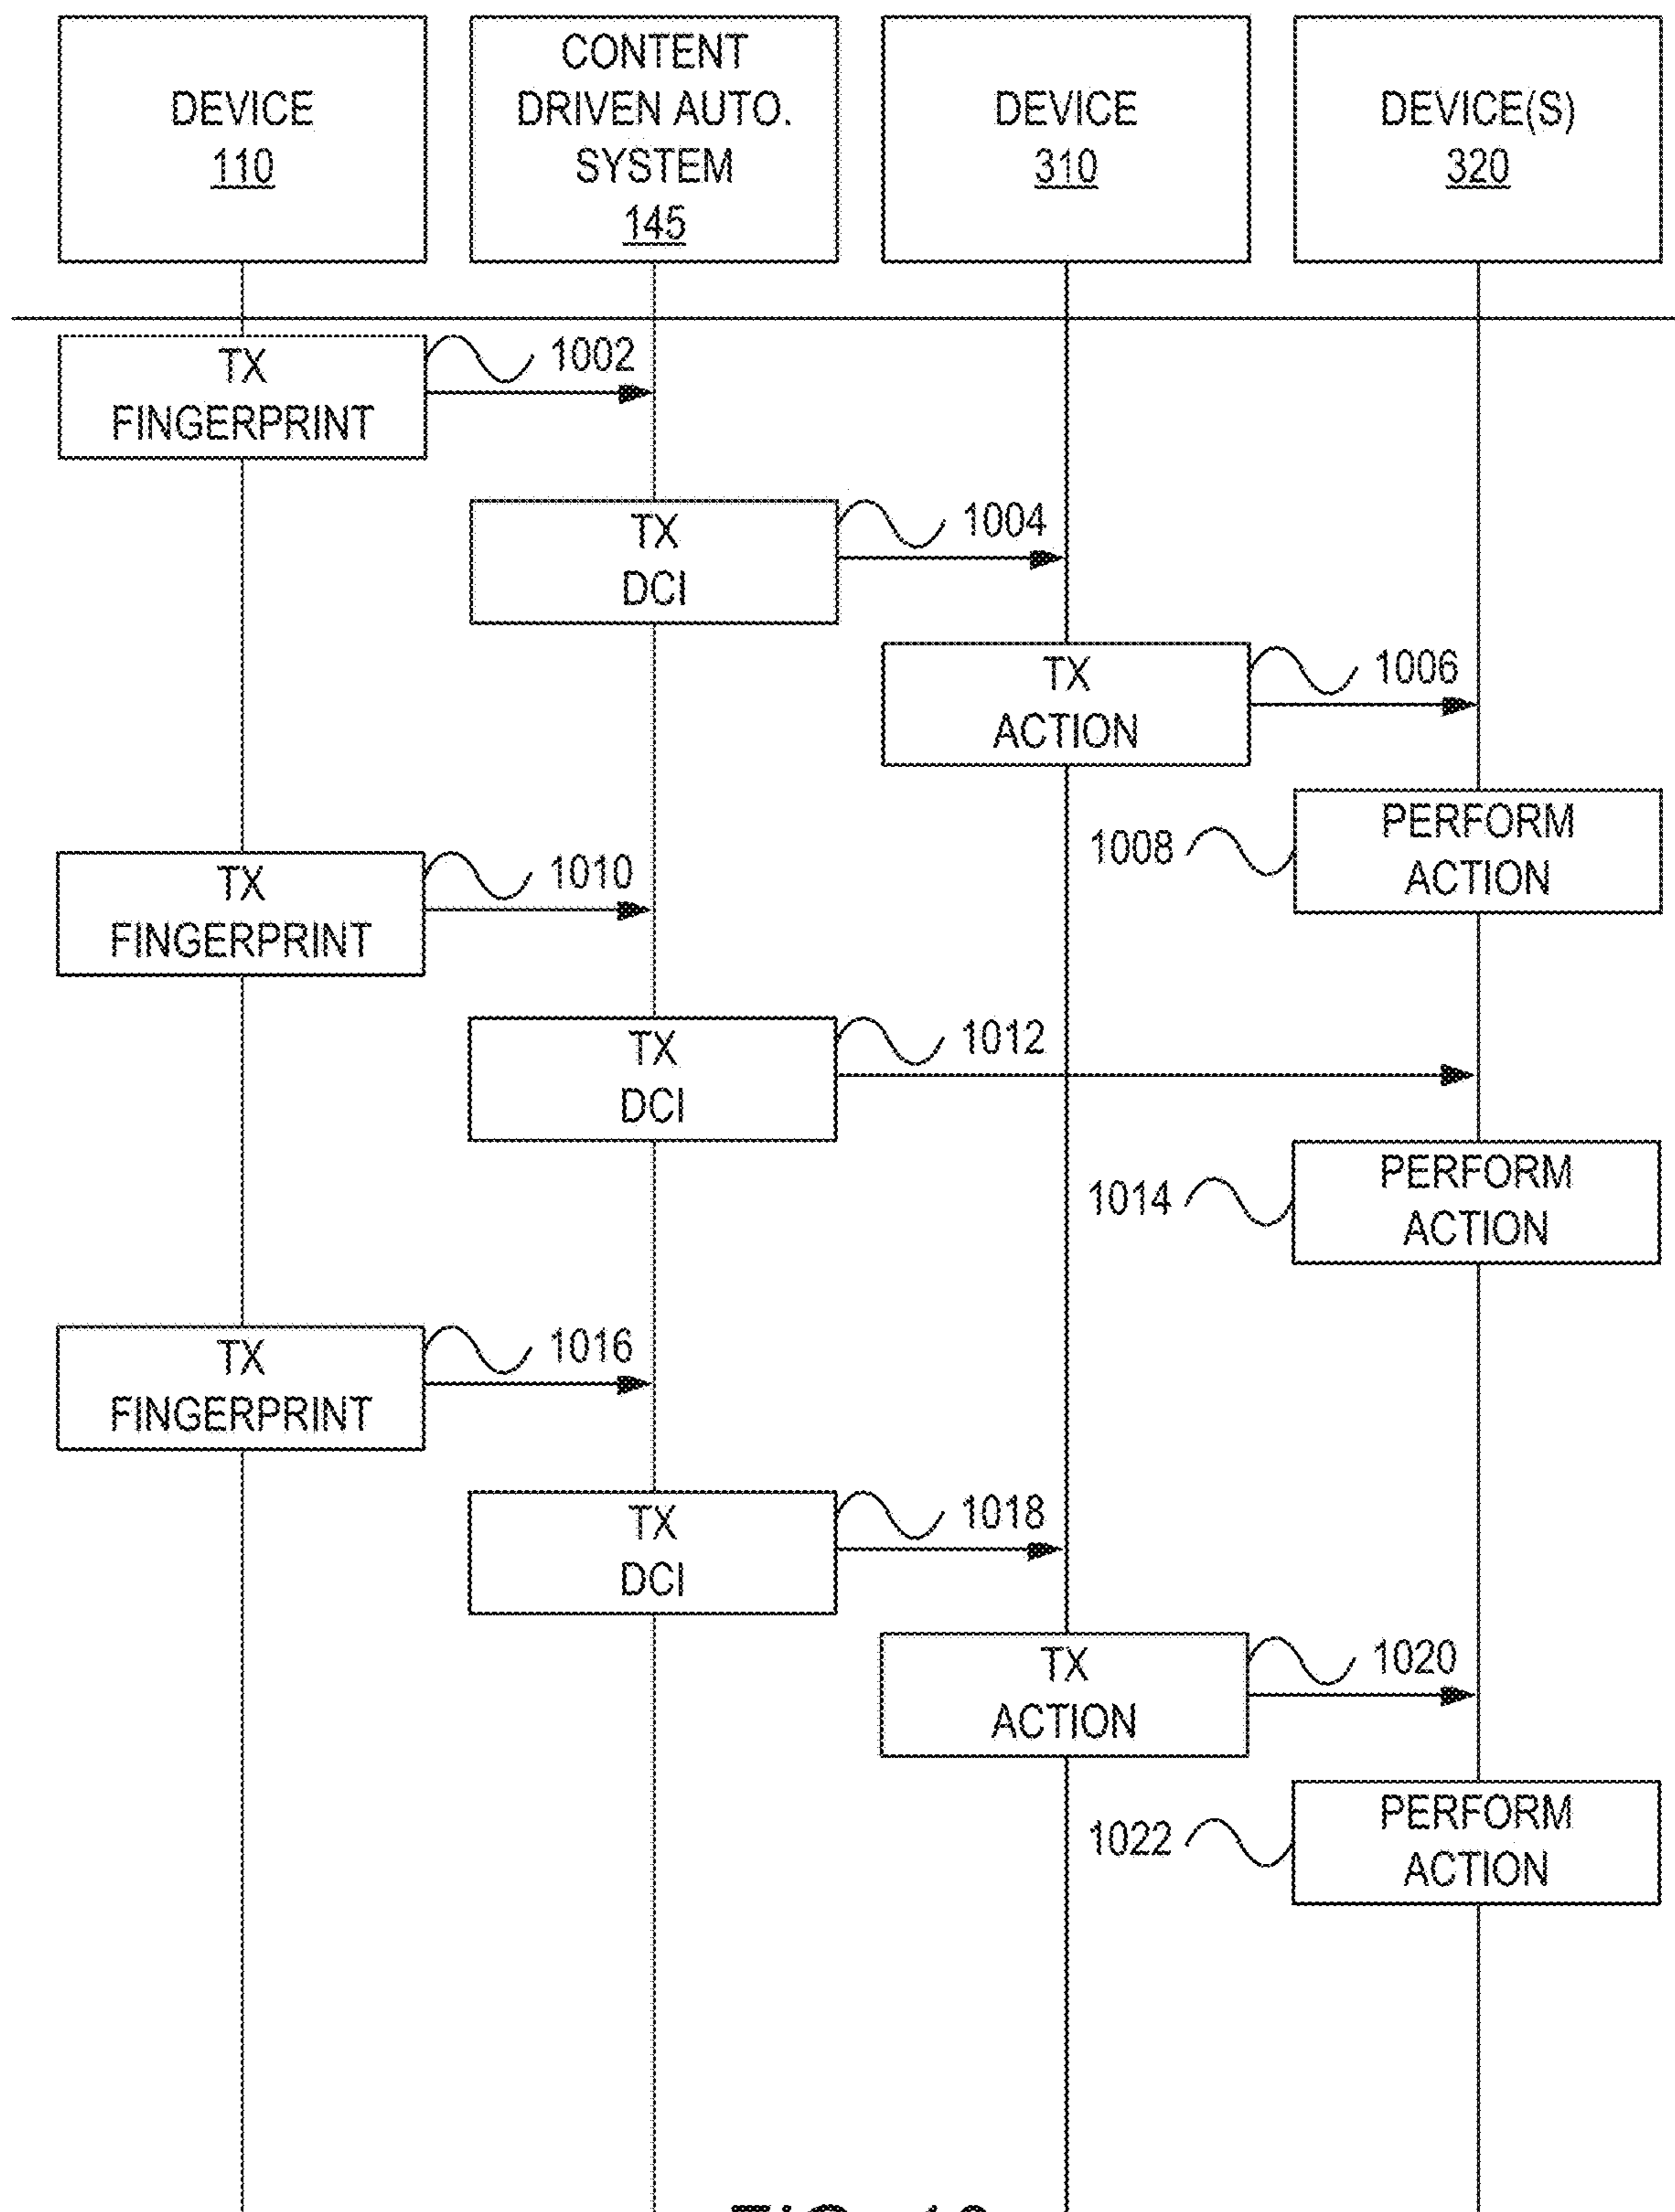 DEVICE
110
CONTENT
DRIVEN AUTO.
SYSTEM
145
DEVICE
310
DEVICE(S)
320
TX
FINGERPRINT
1002
TX
DCI
1004
TX
ACTION
1006
PERFORM
ACTION
1008
TX
FINGERPRINT
1010
TX
DCI
1012
PERFORM
ACTION
1014
TX
FINGERPRINT
1016
TX
DCI
1018
TX
ACTION
1020
PERFORM
ACTION
1022